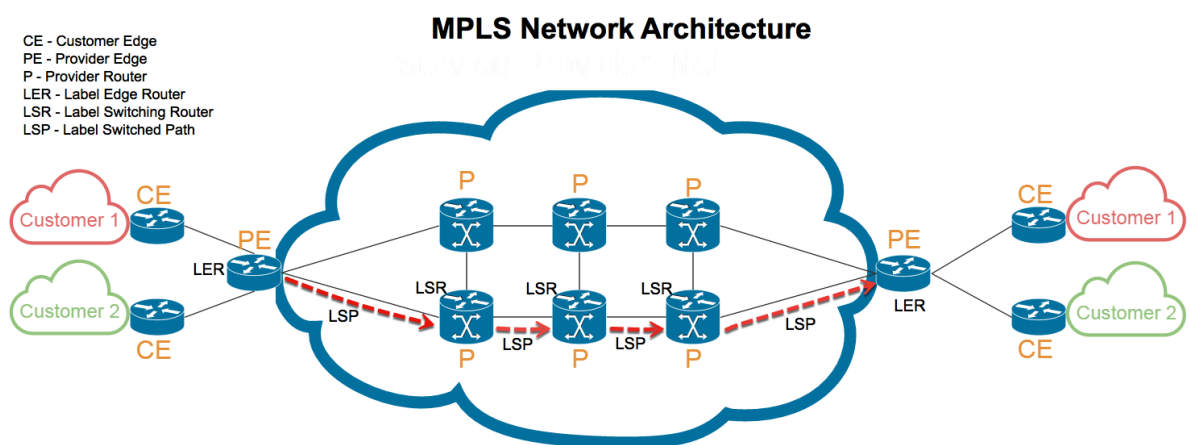 MPLS Network Architecture
CE - Customer Edge
PE - Provider Edge
P - Provider Router
LER - Label Edge Router
LSR - Label Switching Router
LSP - Label Switched Path
P
P
P
CE
CE
Customer 1
Customer 1
PE
PE
LER
LSR
LSR
LSR
LER
Customer 2
Customer 2
LSP
LSP
LSP
LSP
CE
P
P
P
CE